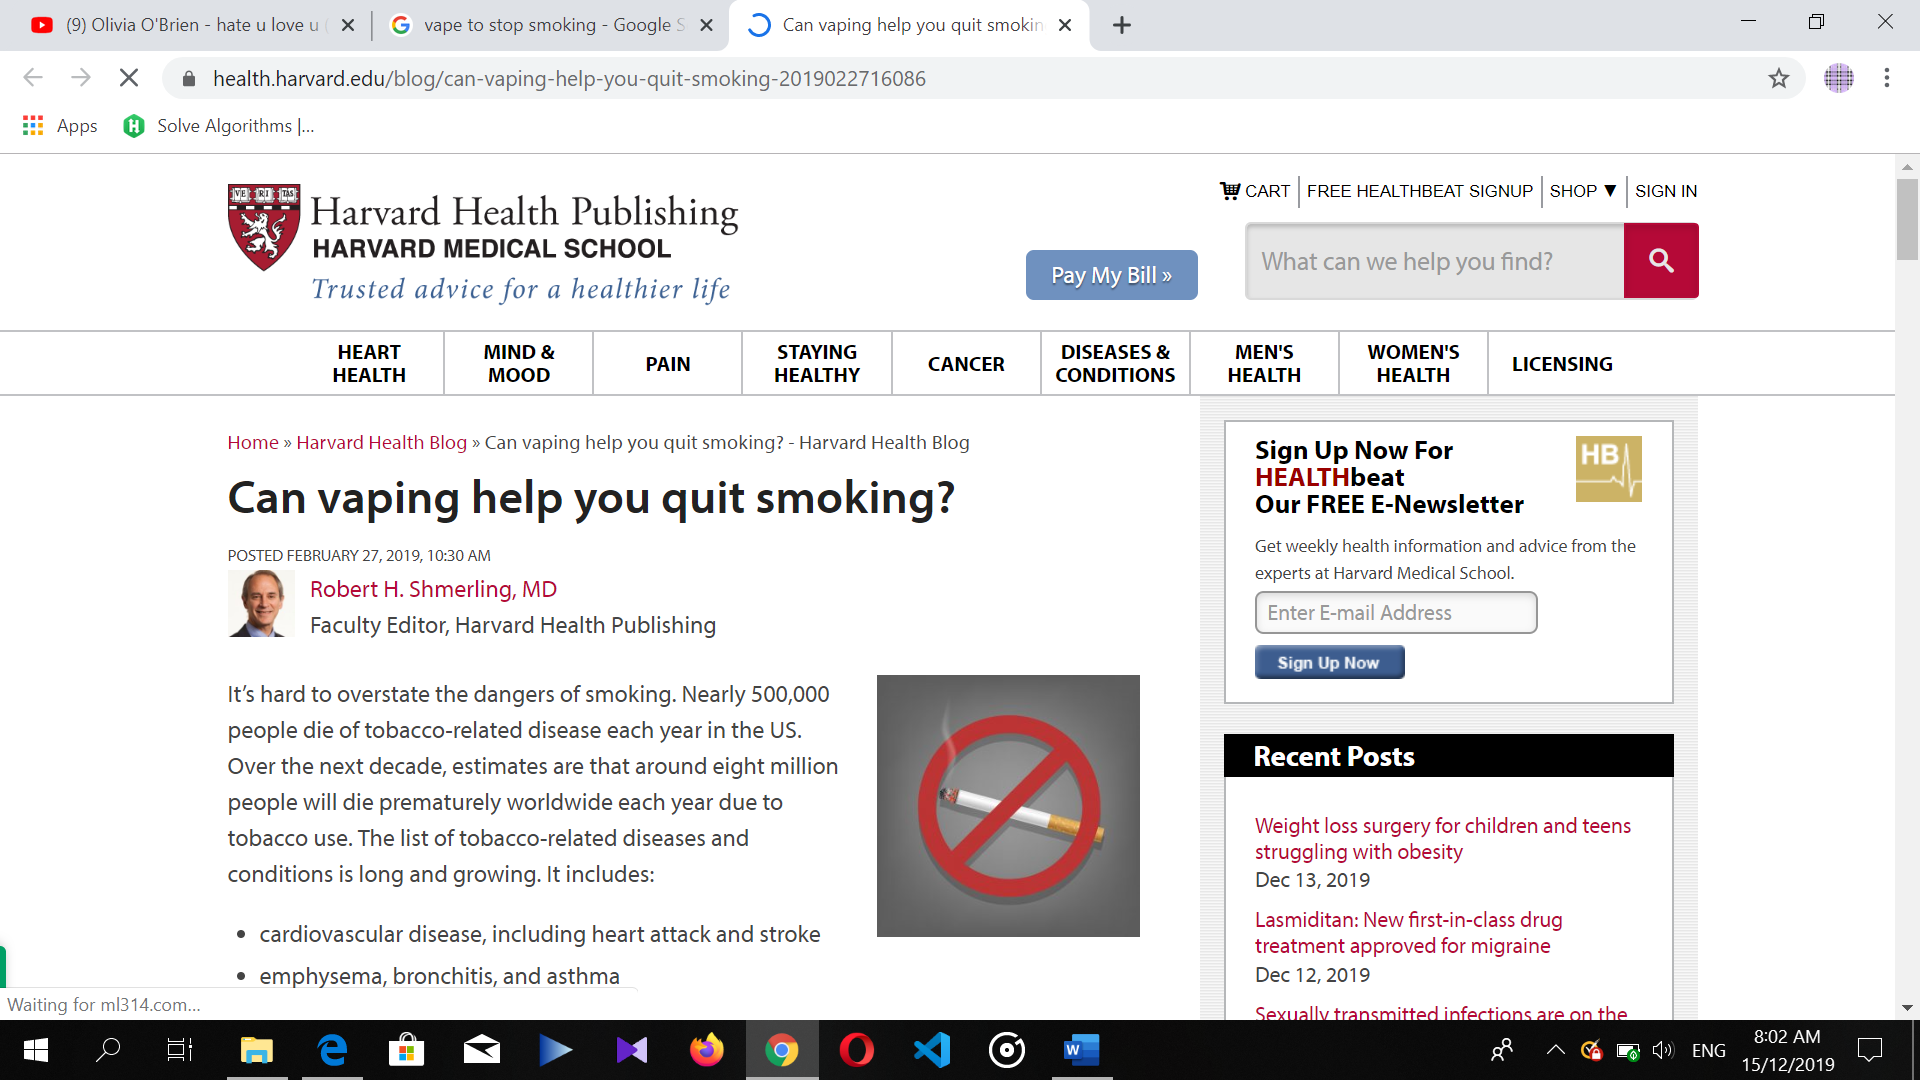 (9) Olivia O'Brien - hate u love u
vape to stop smoking - Google S
Can vaping help you quit smokin
health.harvard.edu/blog/can-vaping-help-you-quit-smoking-2019022716086
Apps
Solve Algorithms |...
VE RI TAS
Harvard Health Publishing
HARVARD MEDICAL SCHOOL
Trusted advice for a healthier life
CART
FREE HEALTHBEAT SIGNUP
SHOP ▼
SIGN IN
Pay My Bill »
What can we help you find?
HEART
HEALTH
MIND &
MOOD
PAIN
STAYING
HEALTHY
CANCER
DISEASES &
CONDITIONS
MEN'S
HEALTH
WOMEN'S
HEALTH
LICENSING
Home » Harvard Health Blog » Can vaping help you quit smoking? - Harvard Health Blog
Can vaping help you quit smoking?
POSTED FEBRUARY 27, 2019, 10:30 AM
Robert H. Shmerling, MD
Faculty Editor, Harvard Health Publishing
It’s hard to overstate the dangers of smoking. Nearly 500,000
people die of tobacco-related disease each year in the US.
Over the next decade, estimates are that around eight million
people will die prematurely worldwide each year due to
tobacco use. The list of tobacco-related diseases and
conditions is long and growing. It includes:
• cardiovascular disease, including heart attack and stroke
• emphysema, bronchitis, and asthma
Sign Up Now For
HEALTHbeat
Our FREE E-Newsletter
HB
Get weekly health information and advice from the
experts at Harvard Medical School.
Enter E-mail Address
Sign Up Now
Recent Posts
Weight loss surgery for children and teens
struggling with obesity
Dec 13, 2019
Lasmiditan: New first-in-class drug
treatment approved for migraine
Dec 12, 2019
Sexually transmitted infections are on the
Waiting for ml314.com...
ENG
8:02 AM
15/12/2019